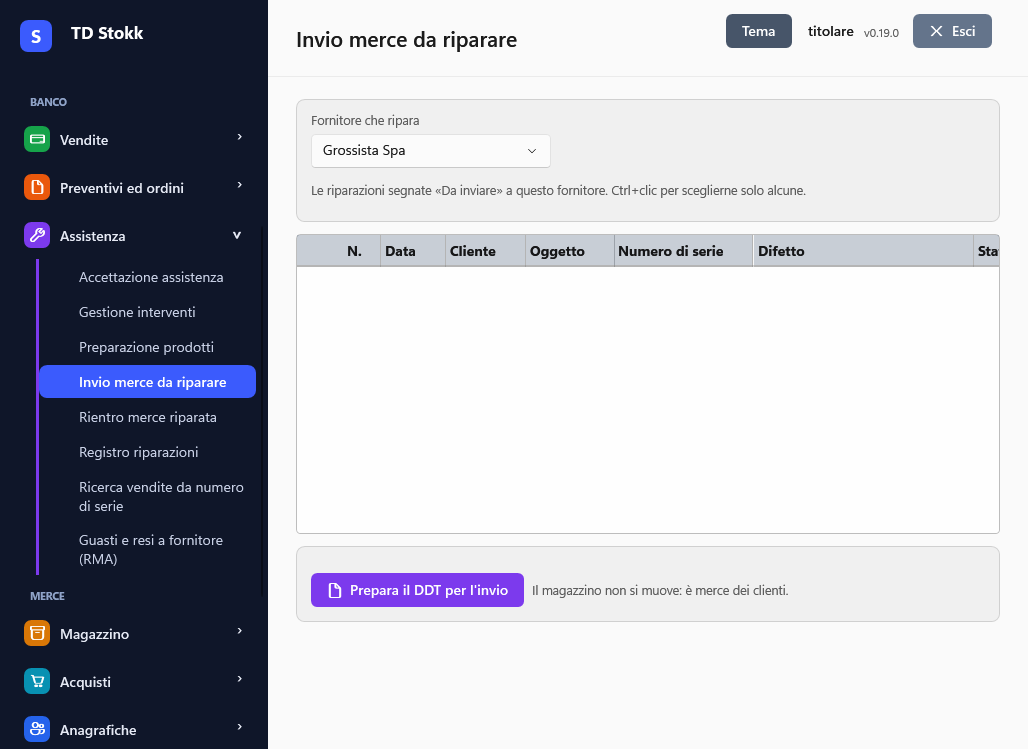 S
TD Stokk
BANCO
Vendite
Preventivi ed ordini
Assistenza
Accettazione assistenza
Gestione interventi
Preparazione prodotti
Invio merce da riparare
Rientro merce riparata
Registro riparazioni
Ricerca vendite da numero
di serie
Guasti e resi a fornitore
(RMA)
MERCE
Magazzino
Acquisti
Anagrafiche
Invio merce da riparare
Tema
titolare v0.19.0
Esci
Fornitore che ripara
Grossista Spa
Le riparazioni segnate «Da inviare» a questo fornitore. Ctrl+clic per sceglierne solo alcune.
N. Data Cliente Oggetto Numero di serie Difetto Sta
Prepara il DDT per l'invio
Il magazzino non si muove: è merce dei clienti.